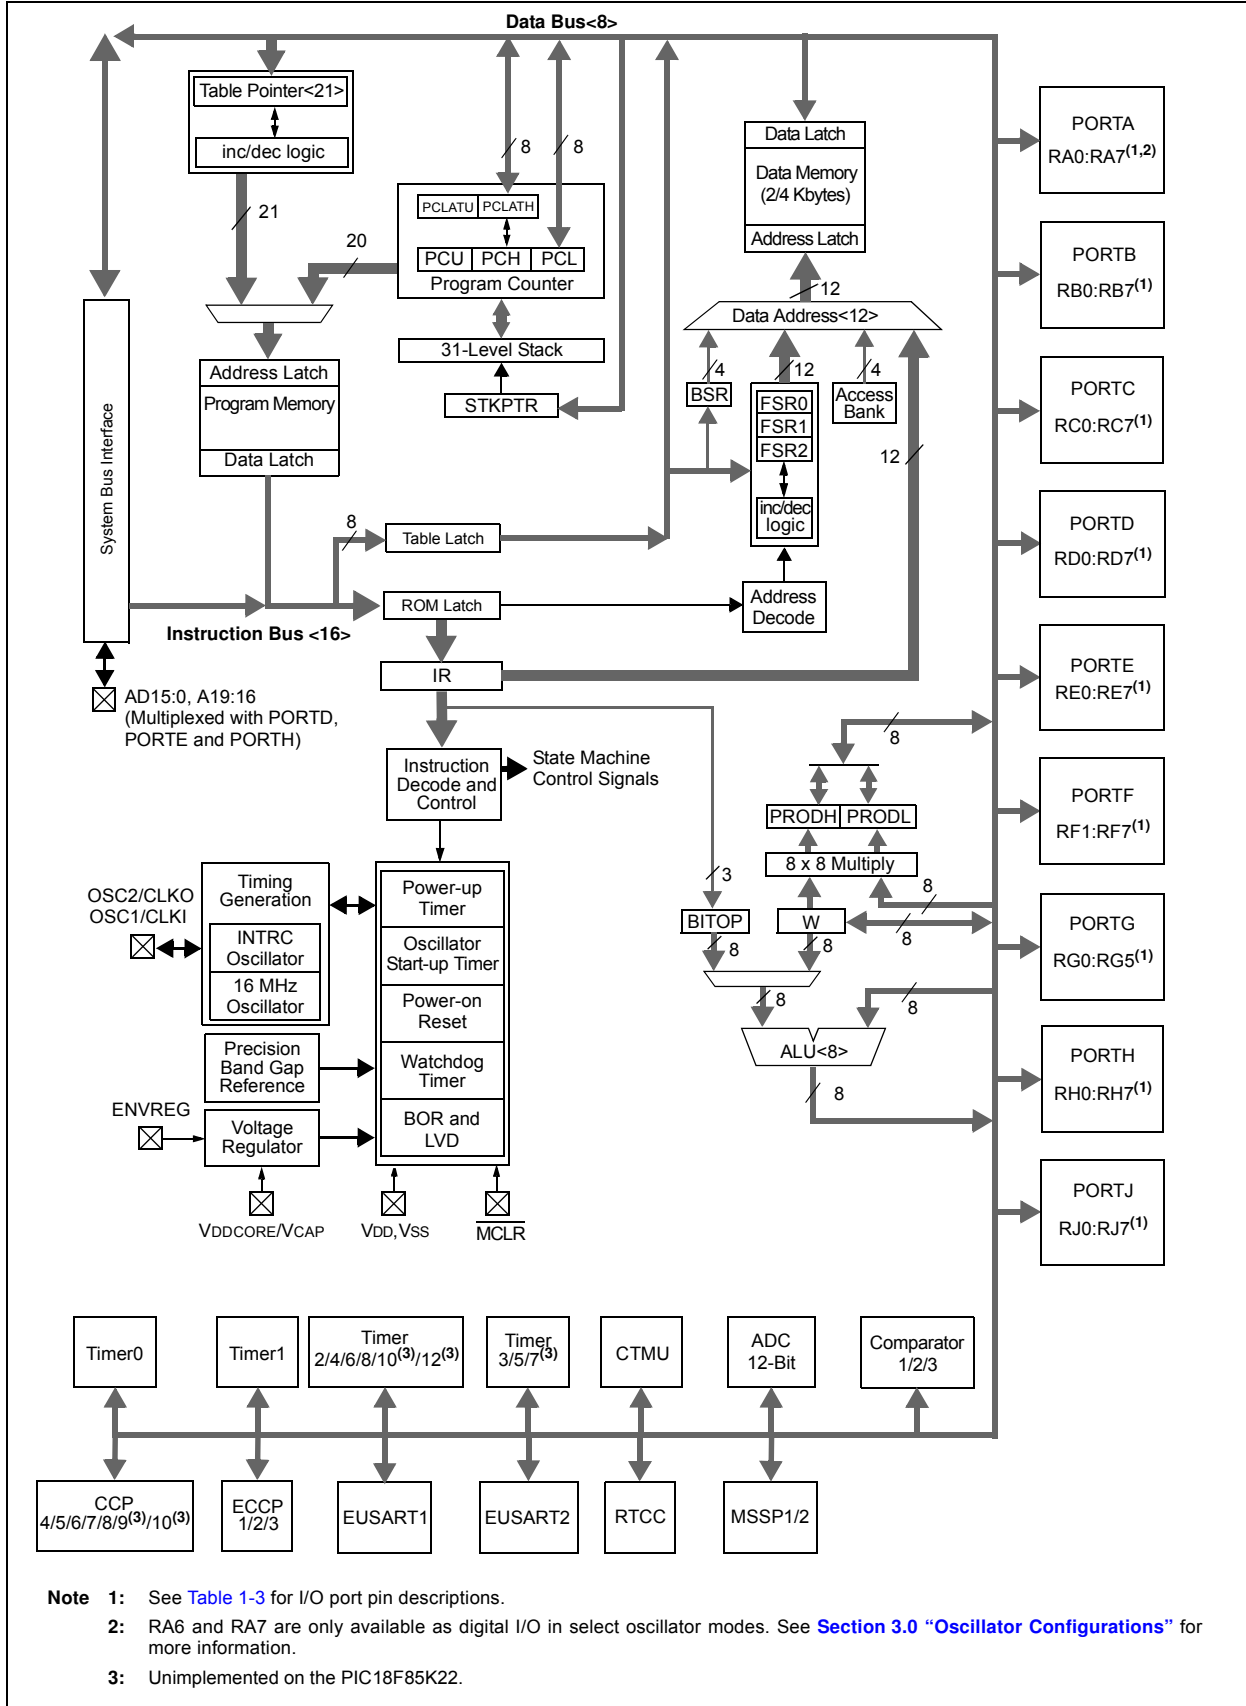 Data Bus<8>
Table Pointer<21>
inc/dec logic
21
20
8
8
PCLATU PCLATH
PCU PCH PCL
Program Counter
31-Level Stack
STKPTR
Data Latch
Data Memory
(2/4 Kbytes)
Address Latch
12
Data Address<12>
4
12
4
BSR
FSR0
FSR1
FSR2
inc/dec
logic
Access
Bank
12
Address
Decode
System Bus Interface
Address Latch
Program Memory
Data Latch
8
Table Latch
ROM Latch
Instruction Bus <16>
IR
AD15:0, A19:16
(Multiplexed with PORTD,
PORTE and PORTH)
Instruction
Decode and
Control
State Machine
Control Signals
8
PRODH PRODL
8 x 8 Multiply
3
8
BITOP
W
8
8
8
8
8
ALU<8>
8
OSC2/CLKO
OSC1/CLKI
Timing
Generation
INTRC
Oscillator
16 MHz
Oscillator
Precision
Band Gap
Reference
ENVREG
Voltage
Regulator
Power-up
Timer
Oscillator
Start-up Timer
Power-on
Reset
Watchdog
Timer
BOR and
LVD
VDDCORE/VCAP
VDD,VSS
MCLR
PORTA
RA0:RA7(1,2)
PORTB
RB0:RB7(1)
PORTC
RC0:RC7(1)
PORTD
RD0:RD7(1)
PORTE
RE0:RE7(1)
PORTF
RF1:RF7(1)
PORTG
RG0:RG5(1)
PORTH
RH0:RH7(1)
PORTJ
RJ0:RJ7(1)
Timer0
Timer1
Timer
2/4/6/8/10(3)/12(3)
Timer
3/5/7(3)
CTMU
ADC
12-Bit
Comparator
1/2/3
CCP
4/5/6/7/8/9(3)/10(3)
ECCP
1/2/3
EUSART1
EUSART2
RTCC
MSSP1/2
Note 1: See Table 1-3 for I/O port pin descriptions.
2: RA6 and RA7 are only available as digital I/O in select oscillator modes. See Section 3.0 “Oscillator Configurations” for
more information.
3: Unimplemented on the PIC18F85K22.